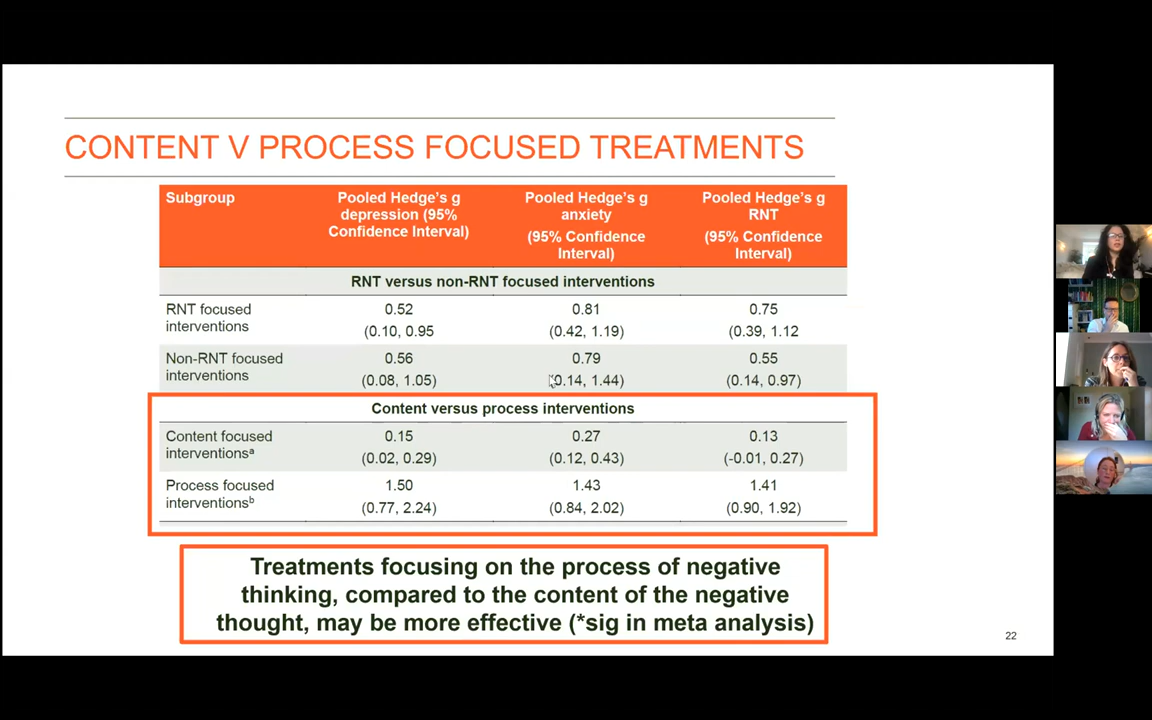 CONTENT V PROCESS FOCUSED TREATMENTS
Subgroup
Pooled Hedge's g
depression (95%
Confidence Interval)
Pooled Hedge's g
anxiety
(95% Confidence
Interval)
Pooled Hedge's g
RNT
(95% Confidence
Interval)
RNT versus non-RNT focused interventions
RNT focused
interventions
0.52
(0.10, 0.95
0.81
(0.42, 1.19)
0.75
(0.39, 1.12
Non-RNT focused
interventions
0.56
(0.08, 1.05)
0.79
(0.14, 1.44)
0.55
(0.14, 0.97)
Content versus process interventions
Content focused
interventionsᵃ
0.15
(0.02, 0.29)
0.27
(0.12, 0.43)
0.13
(-0.01, 0.27)
Process focused
interventionsᵇ
1.50
(0.77, 2.24)
1.43
(0.84, 2.02)
1.41
(0.90, 1.92)
Treatments focusing on the process of negative
thinking, compared to the content of the negative
thought, may be more effective (*sig in meta analysis)
22